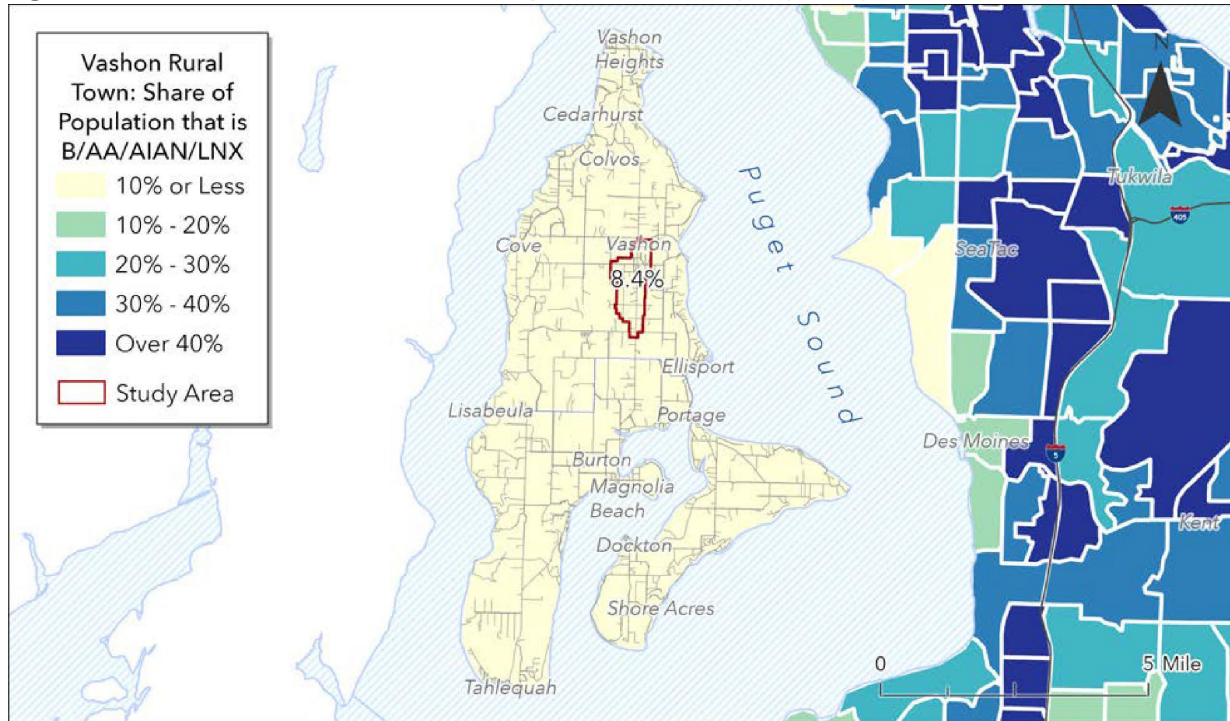 Vashon Rural
Town: Share of
Population that is
B/AA/AIAN/LNX
10% or Less
10% - 20%
20% - 30%
30% - 40%
Over 40%
Study Area
Vashon
Heights
Cedarhurst
Colvos
Cove
Vashon
8.4%
Ellisport
Lisabeula
Portage
Burton
Magnolia
Beach
Dockton
Shore Acres
Tahlequah
Puget Sound
N
Tukwila
405
SeaTac
Des Moines
5
Kent
0
5 Mile